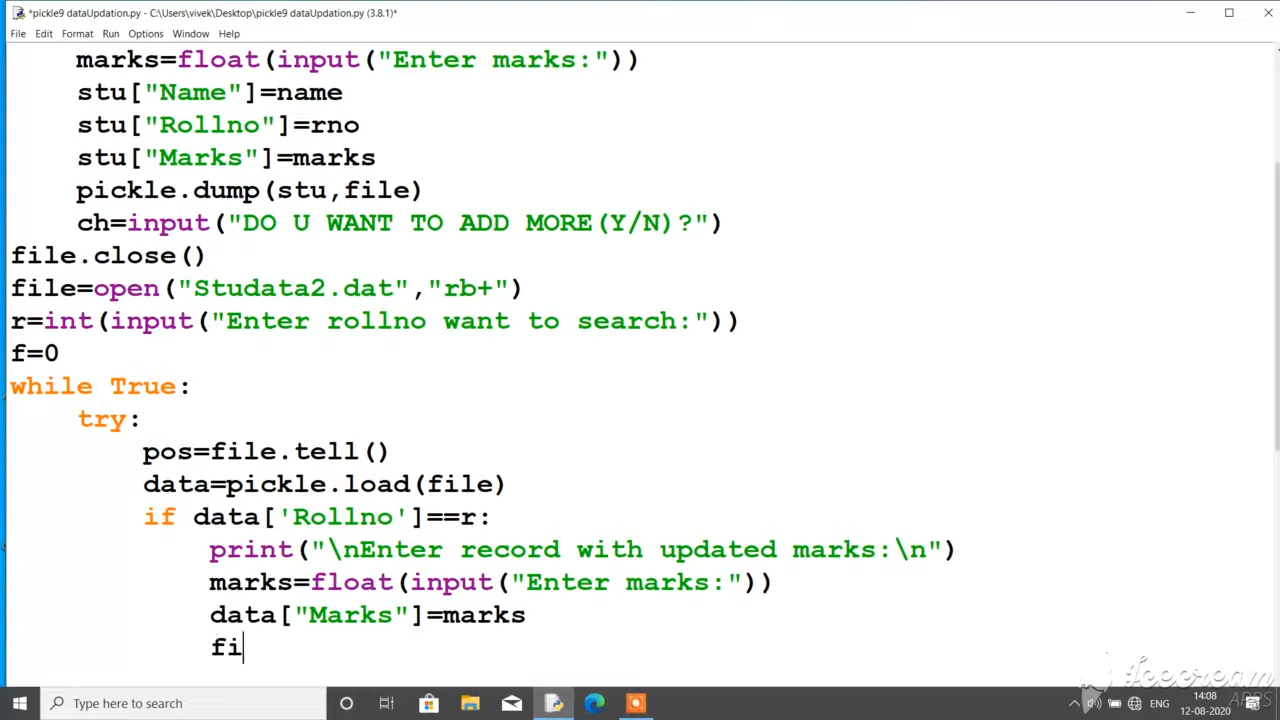 *pickle9 dataUpdation.py - C:\Users\vivek\Desktop\pickle9 dataUpdation.py (3.8.1)*
File Edit Format Run Options Window Help
marks=float(input("Enter marks:"))
stu["Name"]=name
stu["Rollno"]=rno
stu["Marks"]=marks
pickle.dump(stu,file)
ch=input("DO U WANT TO ADD MORE(Y/N)?")
file.close()
file=open("Studata2.dat","rb+")
r=int(input("Enter rollno want to search:"))
f=0
while True:
try:
pos=file.tell()
data=pickle.load(file)
if data['Rollno']==r:
print("\nEnter record with updated marks:\n")
marks=float(input("Enter marks:"))
data["Marks"]=marks
fi
Icecream
APPS
Type here to search
ENG
14:08
12-08-2020